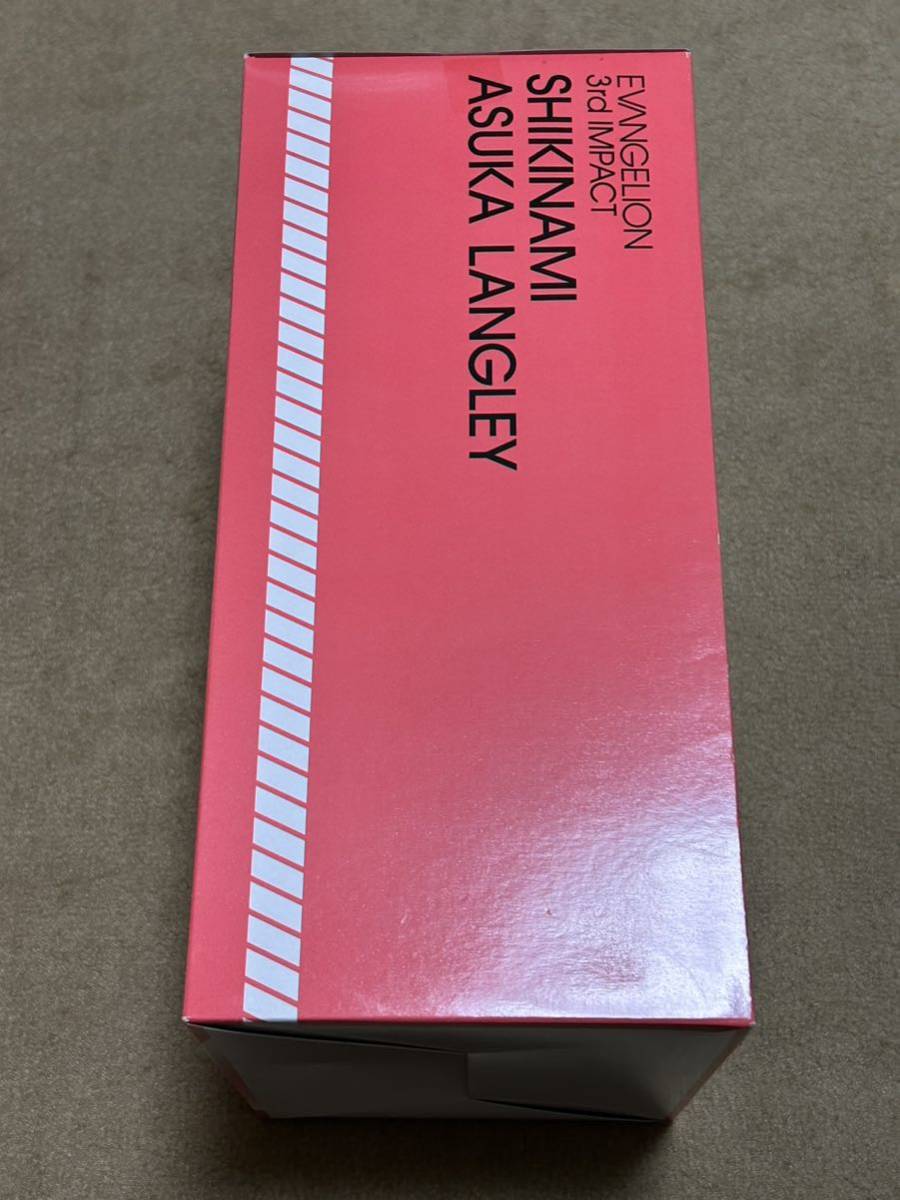 EVANGELION
3rd IMPACT
SHIKINAMI
ASUKA LANGLEY